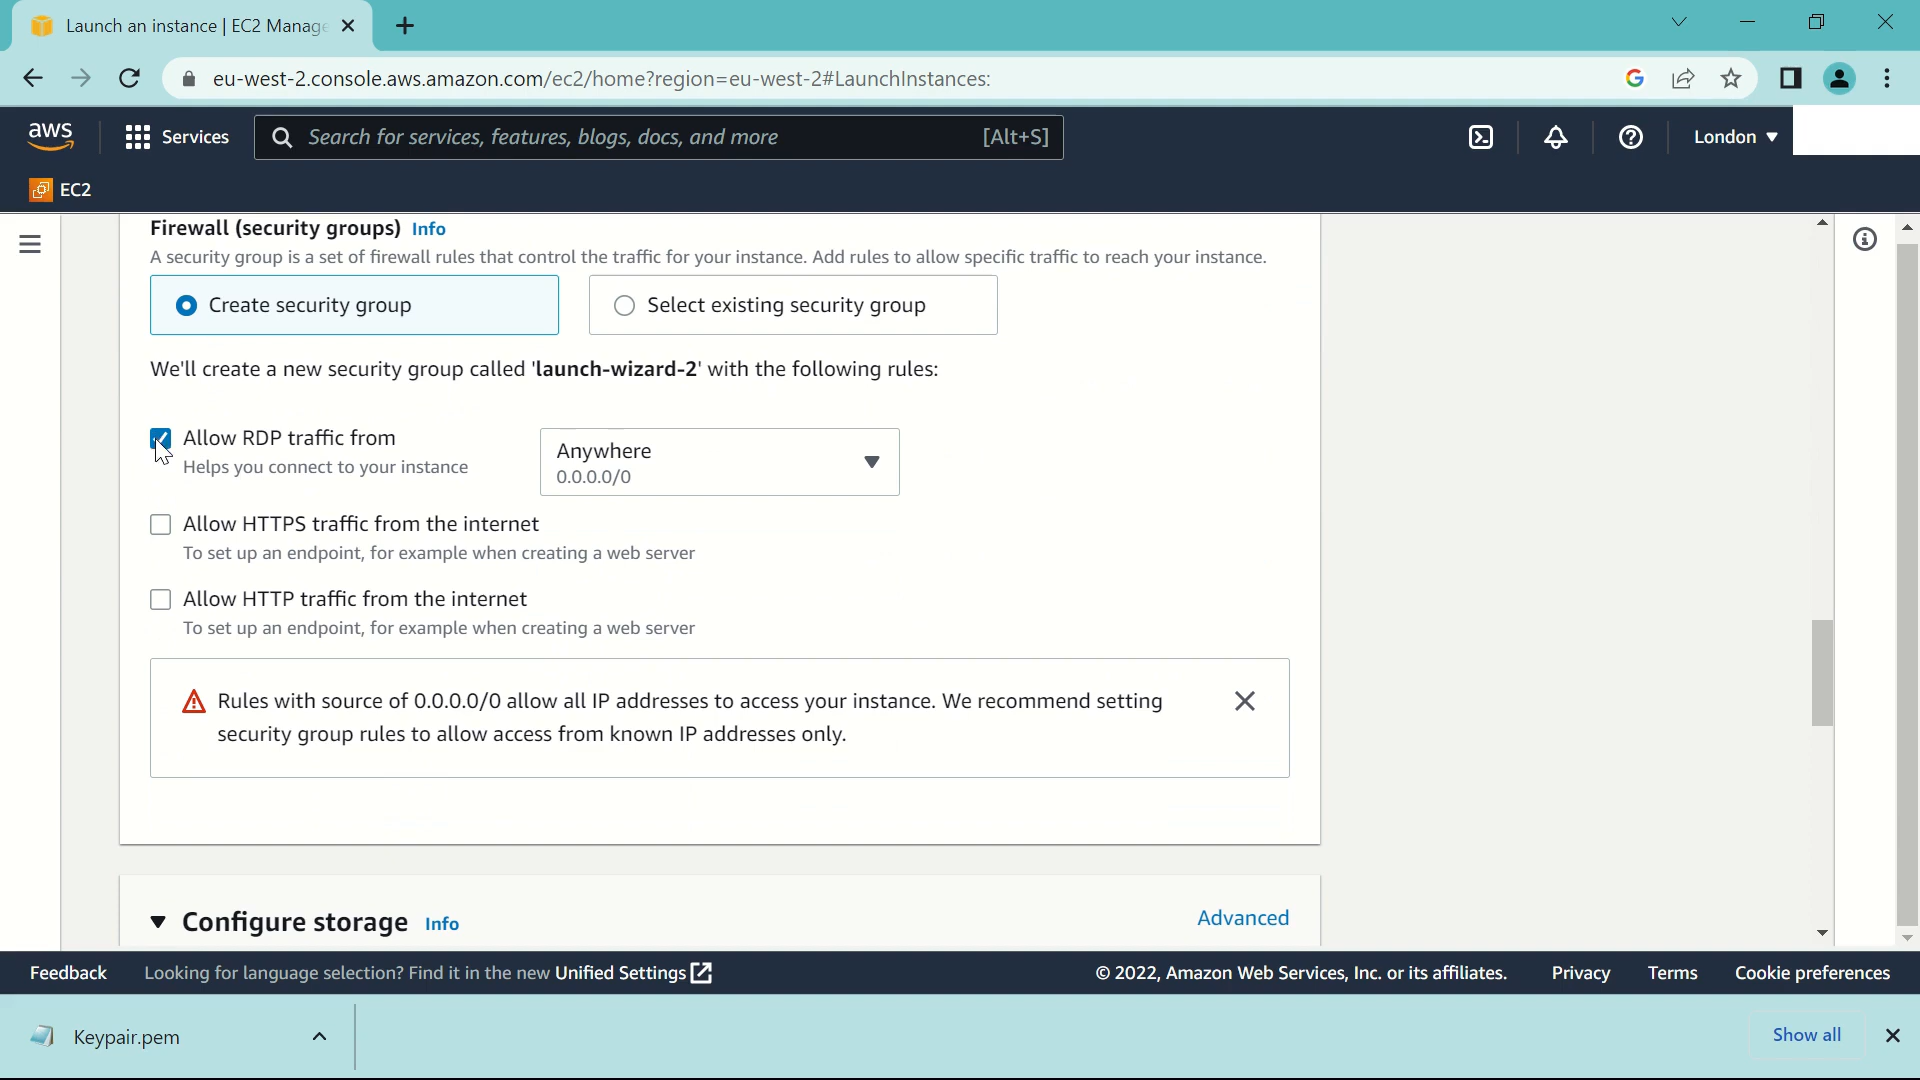 Launch an instance | EC2 Manage
eu-west-2.console.aws.amazon.com/ec2/home?region=eu-west-2#LaunchInstances:
aws
Services
Search for services, features, blogs, docs, and more [Alt+S]
London
EC2
Firewall (security groups) Info
A security group is a set of firewall rules that control the traffic for your instance. Add rules to allow specific traffic to reach your instance.
Create security group
Select existing security group
We'll create a new security group called 'launch-wizard-2' with the following rules:
Allow RDP traffic from
Helps you connect to your instance
Anywhere
0.0.0.0/0
Allow HTTPS traffic from the internet
To set up an endpoint, for example when creating a web server
Allow HTTP traffic from the internet
To set up an endpoint, for example when creating a web server
Rules with source of 0.0.0.0/0 allow all IP addresses to access your instance. We recommend setting
security group rules to allow access from known IP addresses only.
Configure storage Info
Advanced
Feedback
Looking for language selection? Find it in the new Unified Settings
© 2022, Amazon Web Services, Inc. or its affiliates.
Privacy
Terms
Cookie preferences
Keypair.pem
Show all